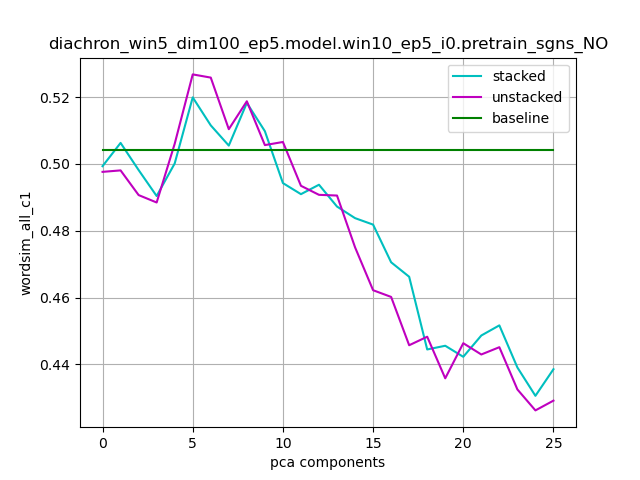 diachron_win5_dim100_ep5.model.win10_ep5_i0.pretrain_sgns_NO
stacked
unstacked
baseline
0.52
0.50
0.48
0.46
0.44
wordsim_all_c1
0 5 10 15 20 25
pca components